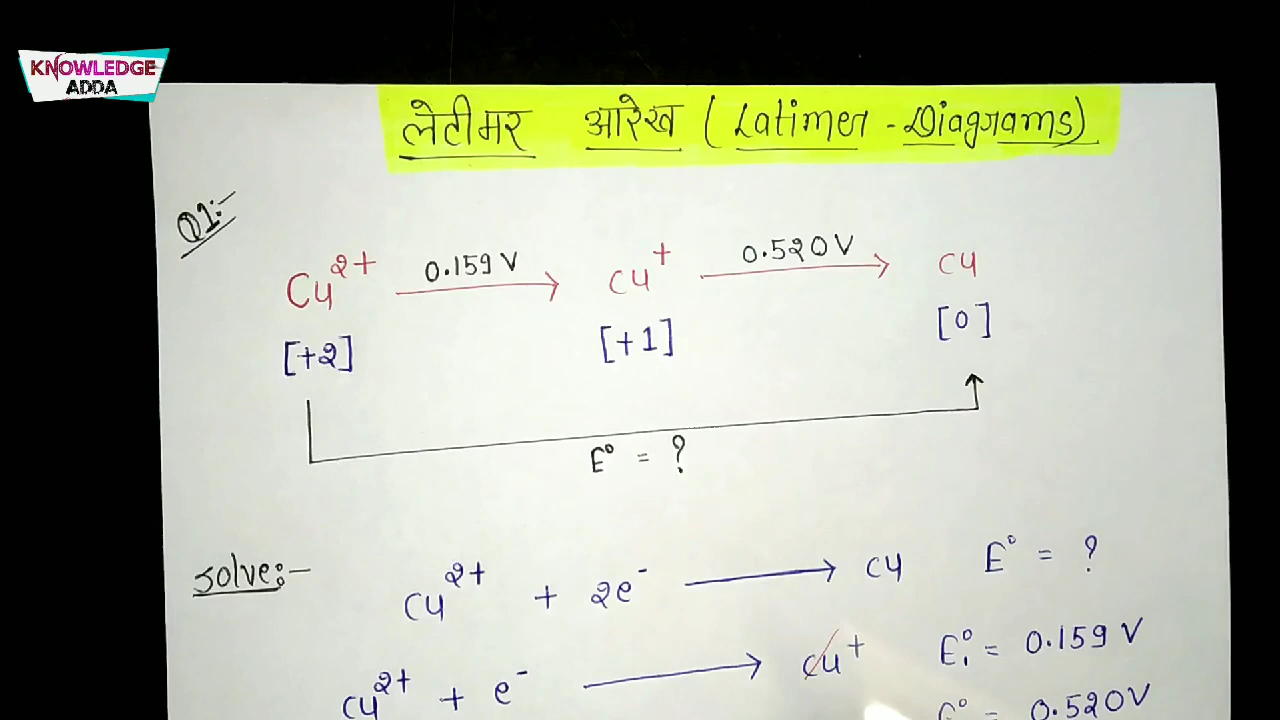 KNOWLEDGE
ADDA
लेटीमर आरेख ( Latimer - Diagrams)
Q1:-
Cu²⁺ 0.159 V Cu⁺ 0.520 V Cu
[+2] [+1] [0]
E° = ?
Solve:-
Cu²⁺ + 2e⁻ → Cu E° = ?
Cu²⁺ + e⁻ → Cu⁺ E₁° = 0.159 V
= 0.520V